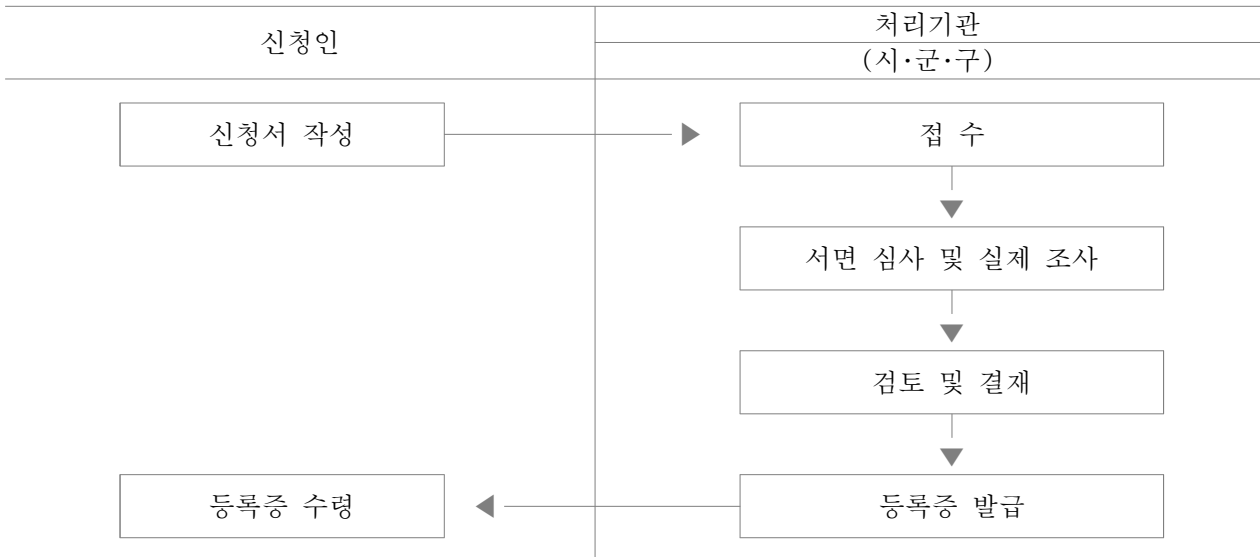 신청인
처리기관
(시·군·구)
신청서 작성
접 수
서면 심사 및 실제 조사
검토 및 결재
등록증 수령
등록증 발급